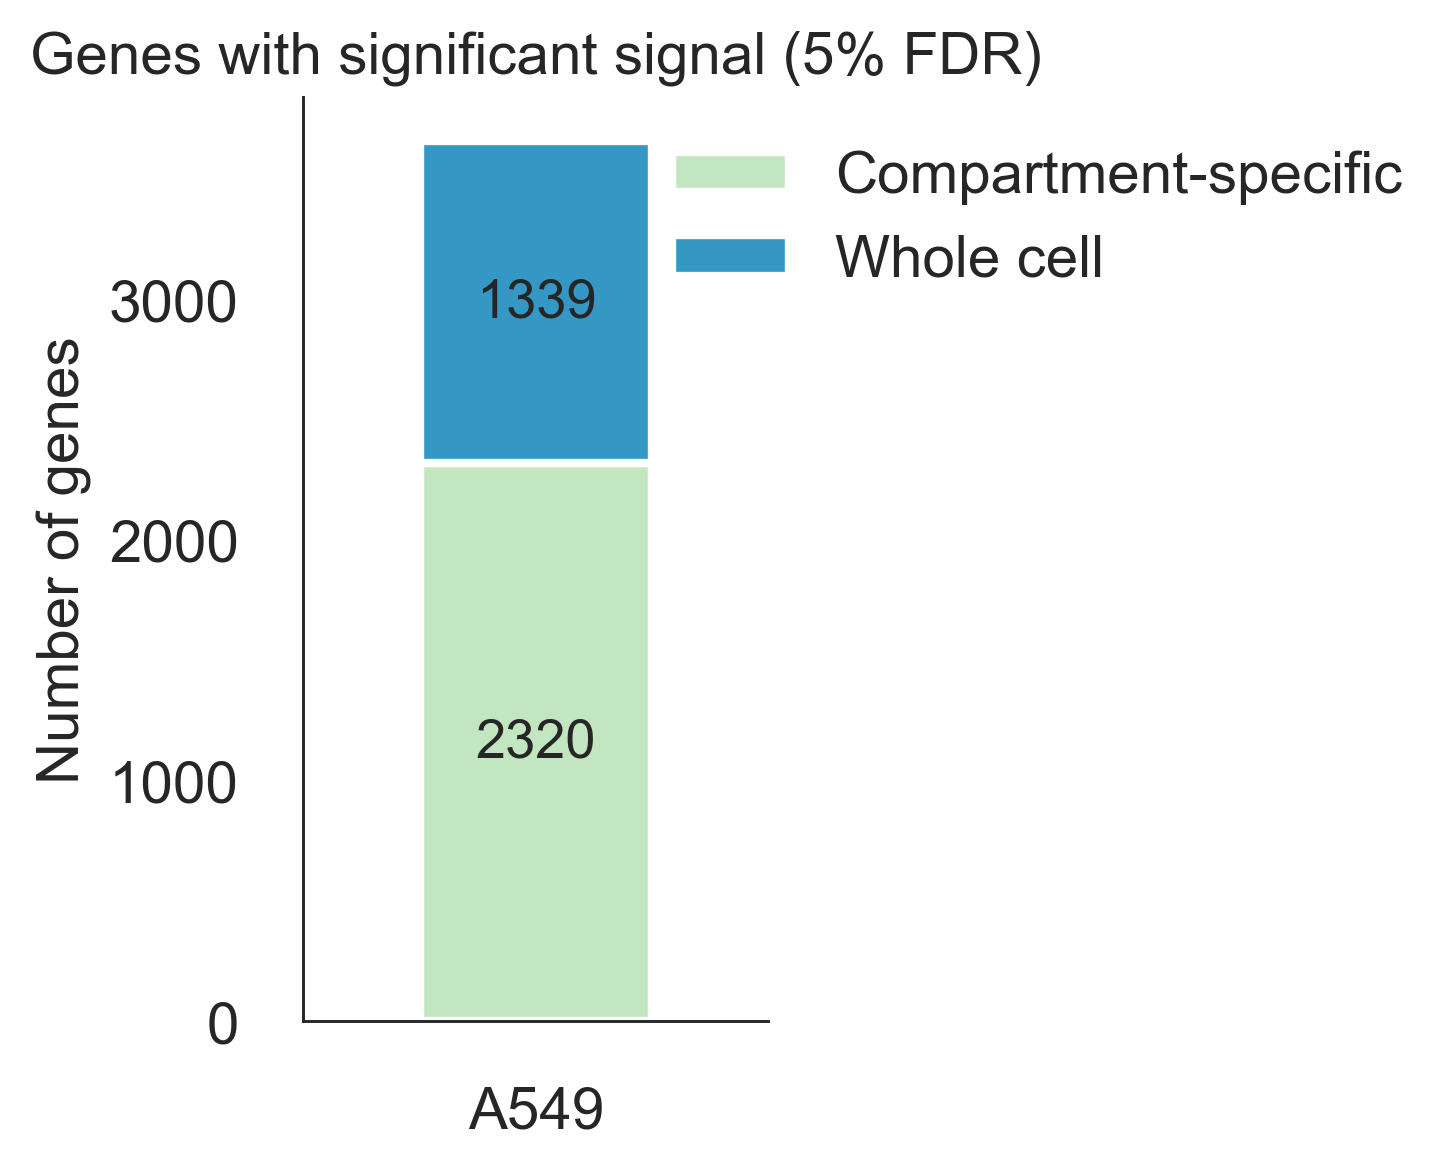 Genes with significant signal (5% FDR)
Compartment-specific
Whole cell
Number of genes
3000
2000
1000
0
1339
2320
A549